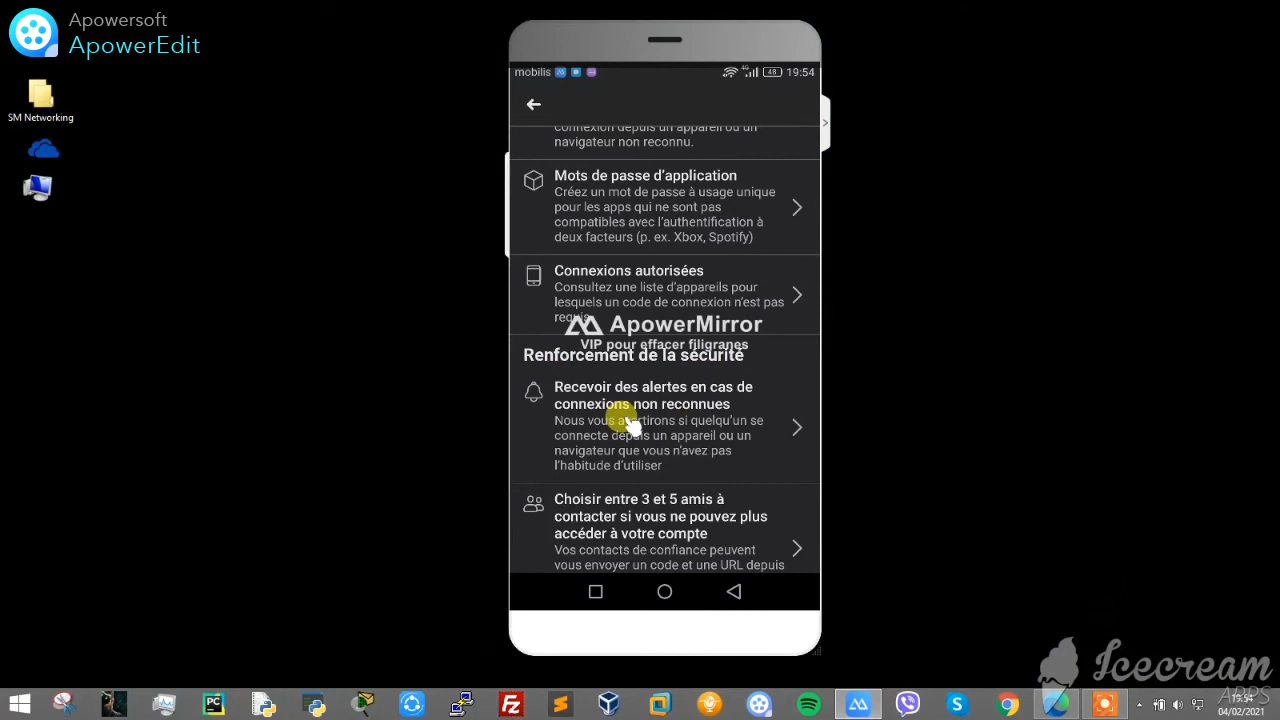 Apowersoft
ApowerEdit
SM Networking
mobilis
4G
48
19:54
connexion depuis un appareil ou un
navigateur non reconnu.
Mots de passe d'application
Créez un mot de passe à usage unique
pour les apps qui ne sont pas
compatibles avec l'authentification à
deux facteurs (p. ex. Xbox, Spotify)
Connexions autorisées
Consultez une liste d'appareils pour
lesquels un code de connexion n'est pas
requis.
ApowerMirror
VIP pour effacer filigranes
Renforcement de la sécurité
Recevoir des alertes en cas de
connexions non reconnues
Nous vous avertirons si quelqu'un se
connecte depuis un appareil ou un
navigateur que vous n'avez pas
l'habitude d'utiliser
Choisir entre 3 et 5 amis à
contacter si vous ne pouvez plus
accéder à votre compte
Vos contacts de confiance peuvent
vous envoyer un code et une URL depuis
Icecream
APPS
19:54
04/02/2021